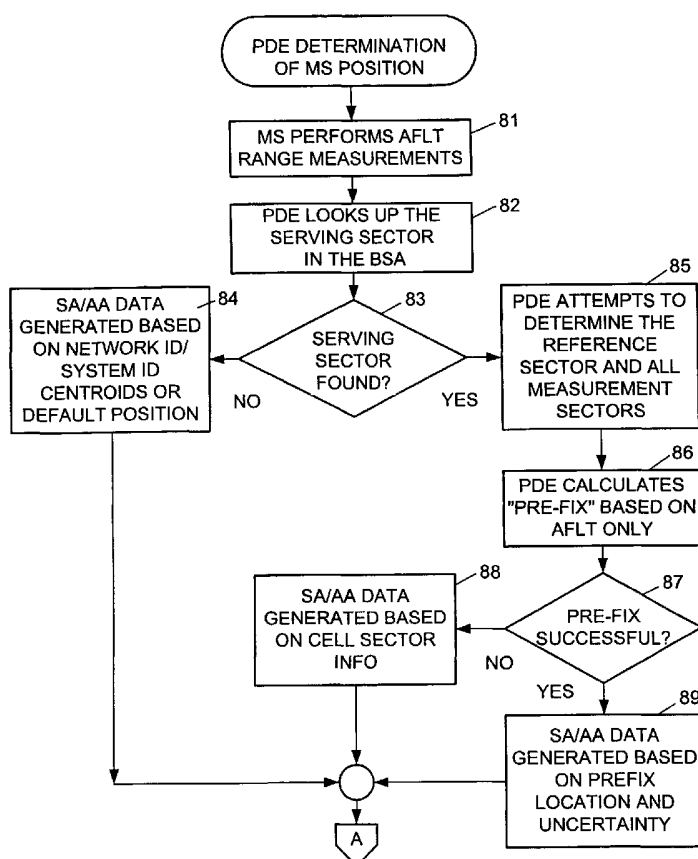 PDE DETERMINATION
OF MS POSITION
81
MS PERFORMS AFLT
RANGE MEASUREMENTS
82
PDE LOOKS UP THE
SERVING SECTOR
IN THE BSA
83
SERVING
SECTOR
FOUND?
NO
YES
84
SA/AA DATA
GENERATED BASED
ON NETWORK ID/
SYSTEM ID
CENTROIDS OR
DEFAULT POSITION
85
PDE ATTEMPTS TO
DETERMINE THE
REFERENCE
SECTOR AND ALL
MEASUREMENT
SECTORS
86
PDE CALCULATES
"PRE-FIX" BASED ON
AFLT ONLY
87
PRE-FIX
SUCCESSFUL?
NO
YES
88
SA/AA DATA
GENERATED BASED
ON CELL SECTOR
INFO
89
SA/AA DATA
GENERATED BASED
ON PREFIX
LOCATION AND
UNCERTAINTY
A